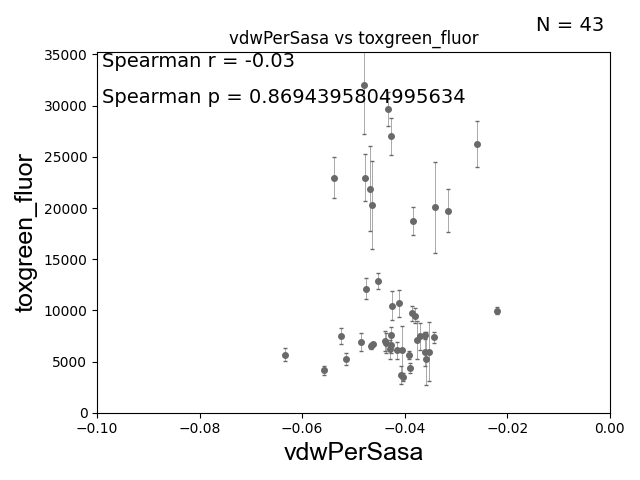 N = 43
vdwPerSasa vs toxgreen_fluor
Spearman r = -0.03
Spearman p = 0.8694395804995634
35000
30000
25000
20000
15000
10000
5000
0
toxgreen_fluor
−0.10 −0.08 −0.06 −0.04 −0.02 0.00
vdwPerSasa